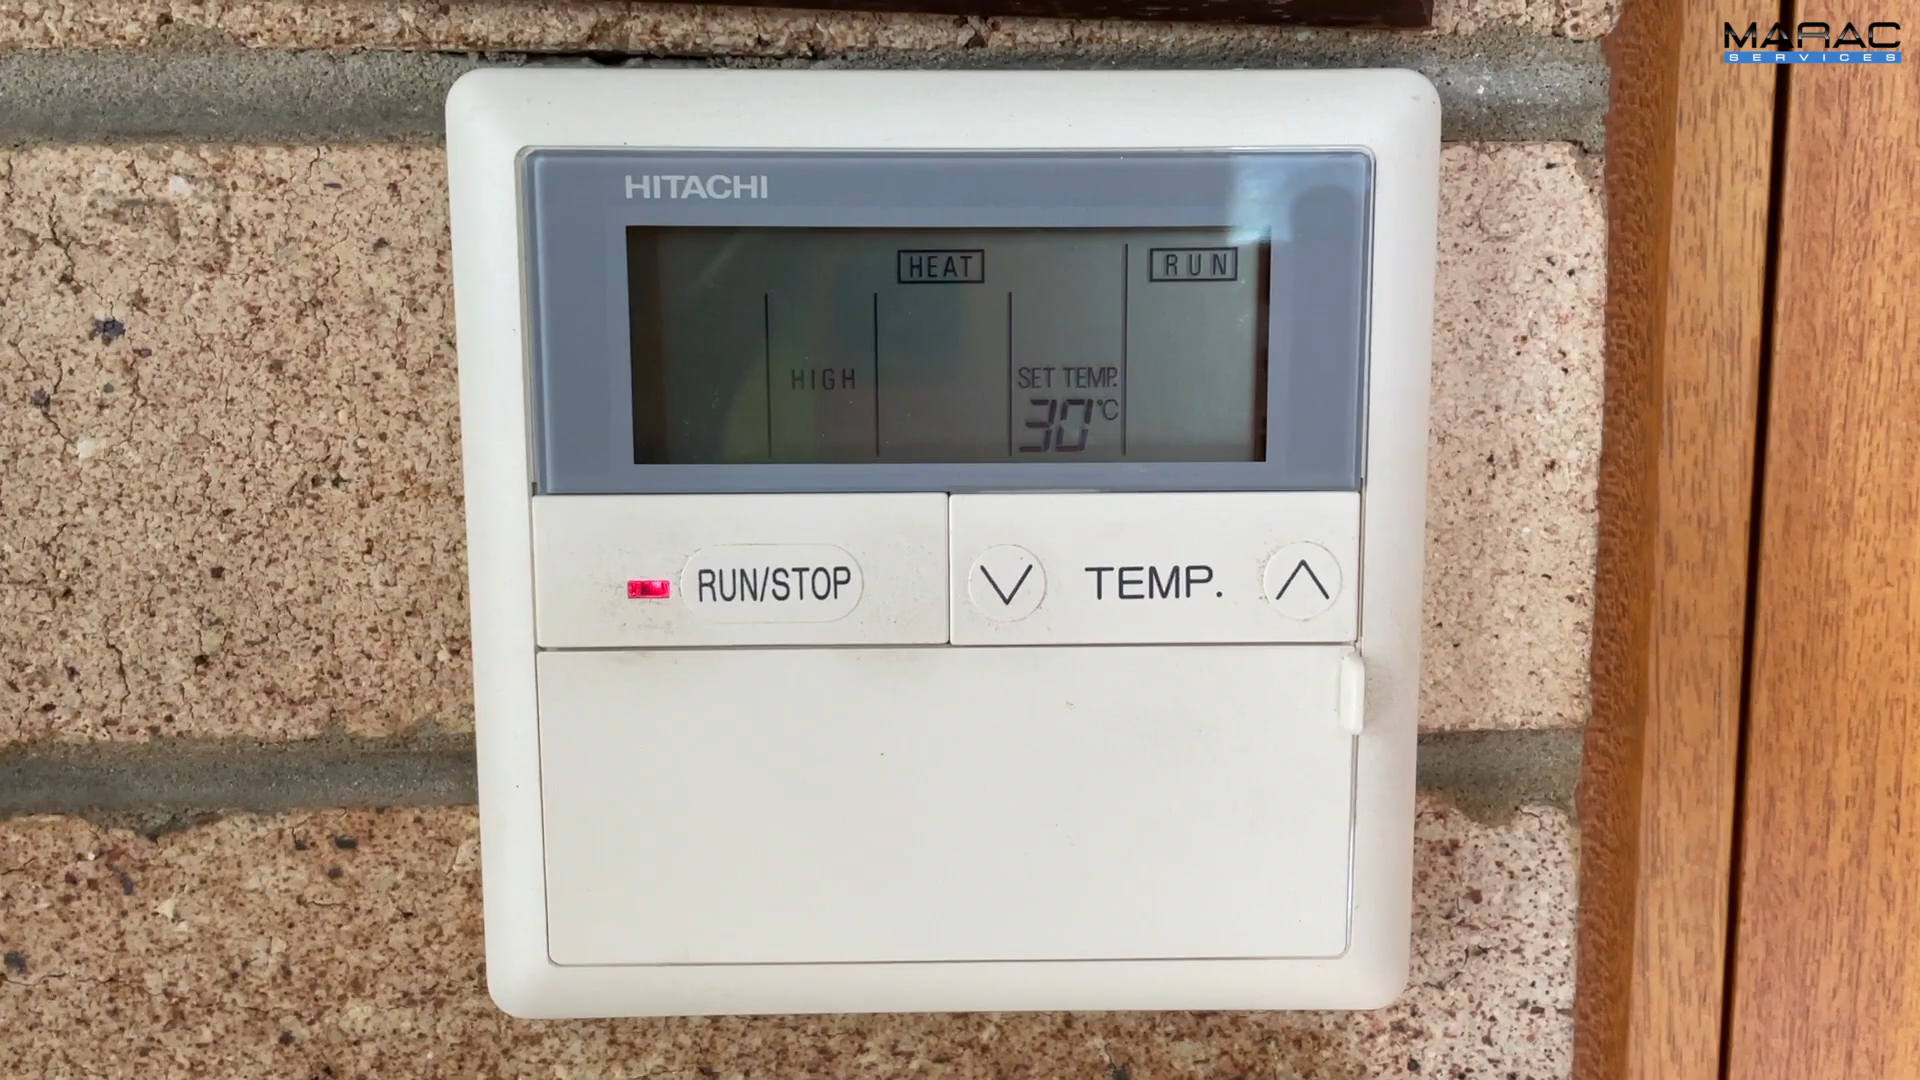 MARAC
SERVICES
HITACHI
HEAT
RUN
HIGH
SET TEMP.
30°C
RUN/STOP
TEMP.